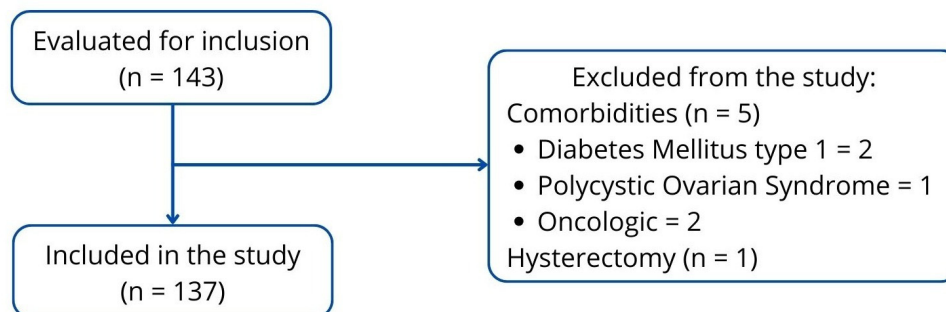 Evaluated for inclusion
(n = 143)
Excluded from the study:
Comorbidities (n = 5)
• Diabetes Mellitus type 1 = 2
• Polycystic Ovarian Syndrome = 1
• Oncologic = 2
Hysterectomy (n = 1)
Included in the study
(n = 137)